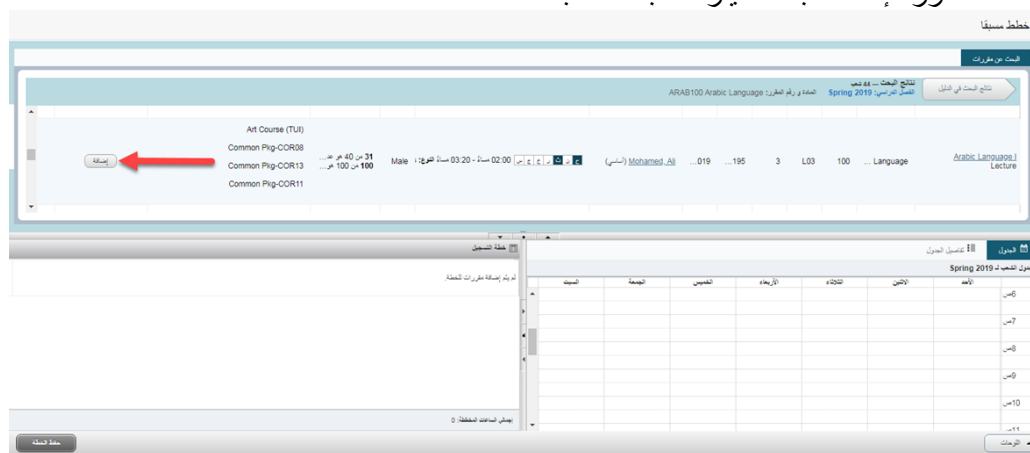 خطط مسبقا
البحث عن مقررات
نتائج البحث في الدليل
نتائج البحث — 44 شعب
الفصل الدراسي: Spring 2019 المادة و رقم المقرر: ARAB100 Arabic Language
Arabic Language I
Lecture
Language ...
100
L03
3
195...
019...
Mohamed, Ali (أساسي)
02:00 مساءً - 03:20 مساءً النوع:
Male
31 من 40 هو عد...
100 من 100 هو...
Art Course (TUI)
Common Pkg-COR08
Common Pkg-COR13
Common Pkg-COR11
إضافة
الجدول
تفاصيل الجدول
جدول الشعب لـ Spring 2019
الأحد الاثنين الثلاثاء الأربعاء الخميس الجمعة السبت
6ص
7ص
8ص
9ص
10ص
11ص
خطة التسجيل
لم يتم إضافة مقررات للخطة.
إجمالي الساعات المخططة: 0
اللوحات
حفظ الخطة